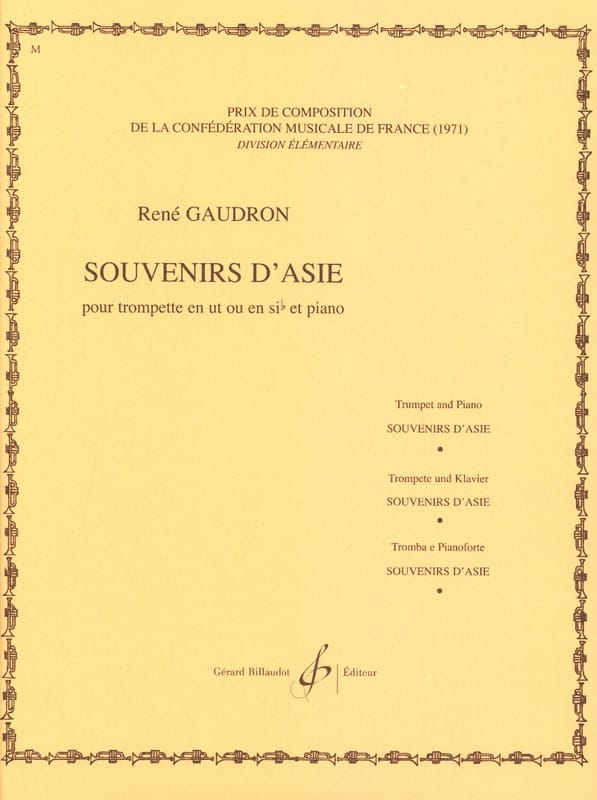 M
PRIX DE COMPOSITION
DE LA CONFÉDÉRATION MUSICALE DE FRANCE (1971)
DIVISION ÉLÉMENTAIRE
René GAUDRON
SOUVENIRS D'ASIE
pour trompette en ut ou en si♭ et piano
Trumpet and Piano
SOUVENIRS D'ASIE
•
Trompete und Klavier
SOUVENIRS D'ASIE
•
Tromba e Pianoforte
SOUVENIRS D'ASIE
•
Gérard Billaudot Éditeur